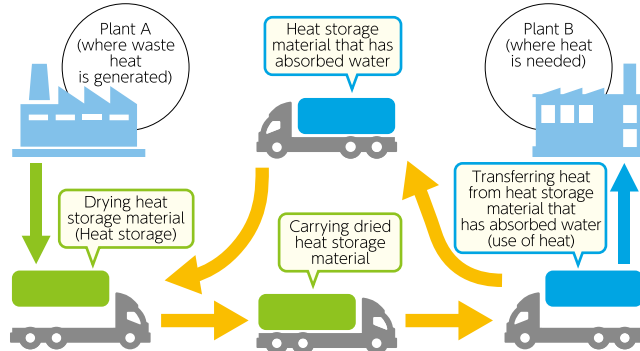 Plant A
(where waste
heat
is generated)
Heat storage
material that has
absorbed water
Plant B
(where heat
is needed)
Drying heat
storage material
(Heat storage)
Carrying dried
heat storage
material
Transferring heat
from heat storage
material that
has absorbed water
(use of heat)